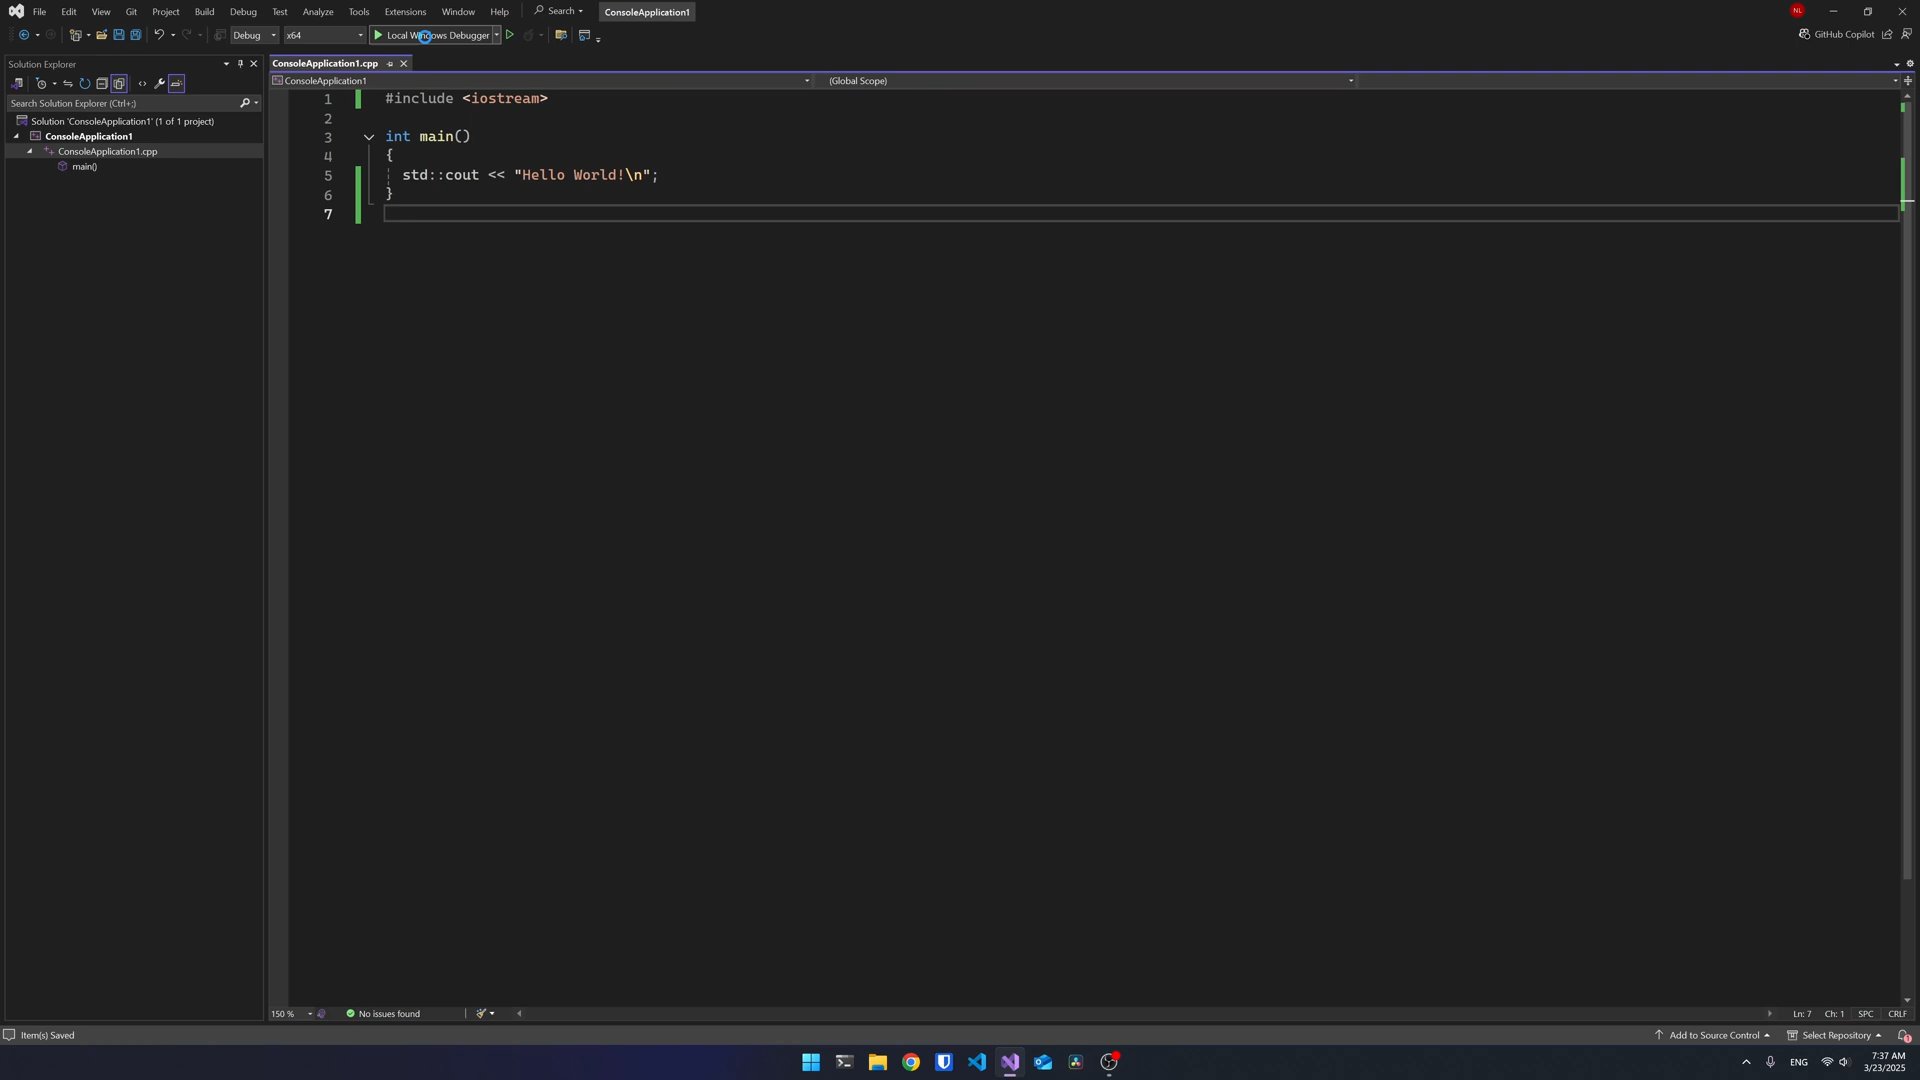 File Edit View Git Project Build Debug Test Analyze Tools Extensions Window Help Search ConsoleApplication1 NL
Debug x64 Local Windows Debugger GitHub Copilot
Solution Explorer
Search Solution Explorer (Ctrl+;)
Solution 'ConsoleApplication1' (1 of 1 project)
ConsoleApplication1
ConsoleApplication1.cpp
main()
ConsoleApplication1.cpp
ConsoleApplication1 (Global Scope)
1 #include <iostream>
2
3 int main()
4 {
5 std::cout << "Hello World!\n";
6 }
7
150 % No issues found Ln: 7 Ch: 1 SPC CRLF
Item(s) Saved Add to Source Control Select Repository 1
ENG 7:37 AM
3/23/2025